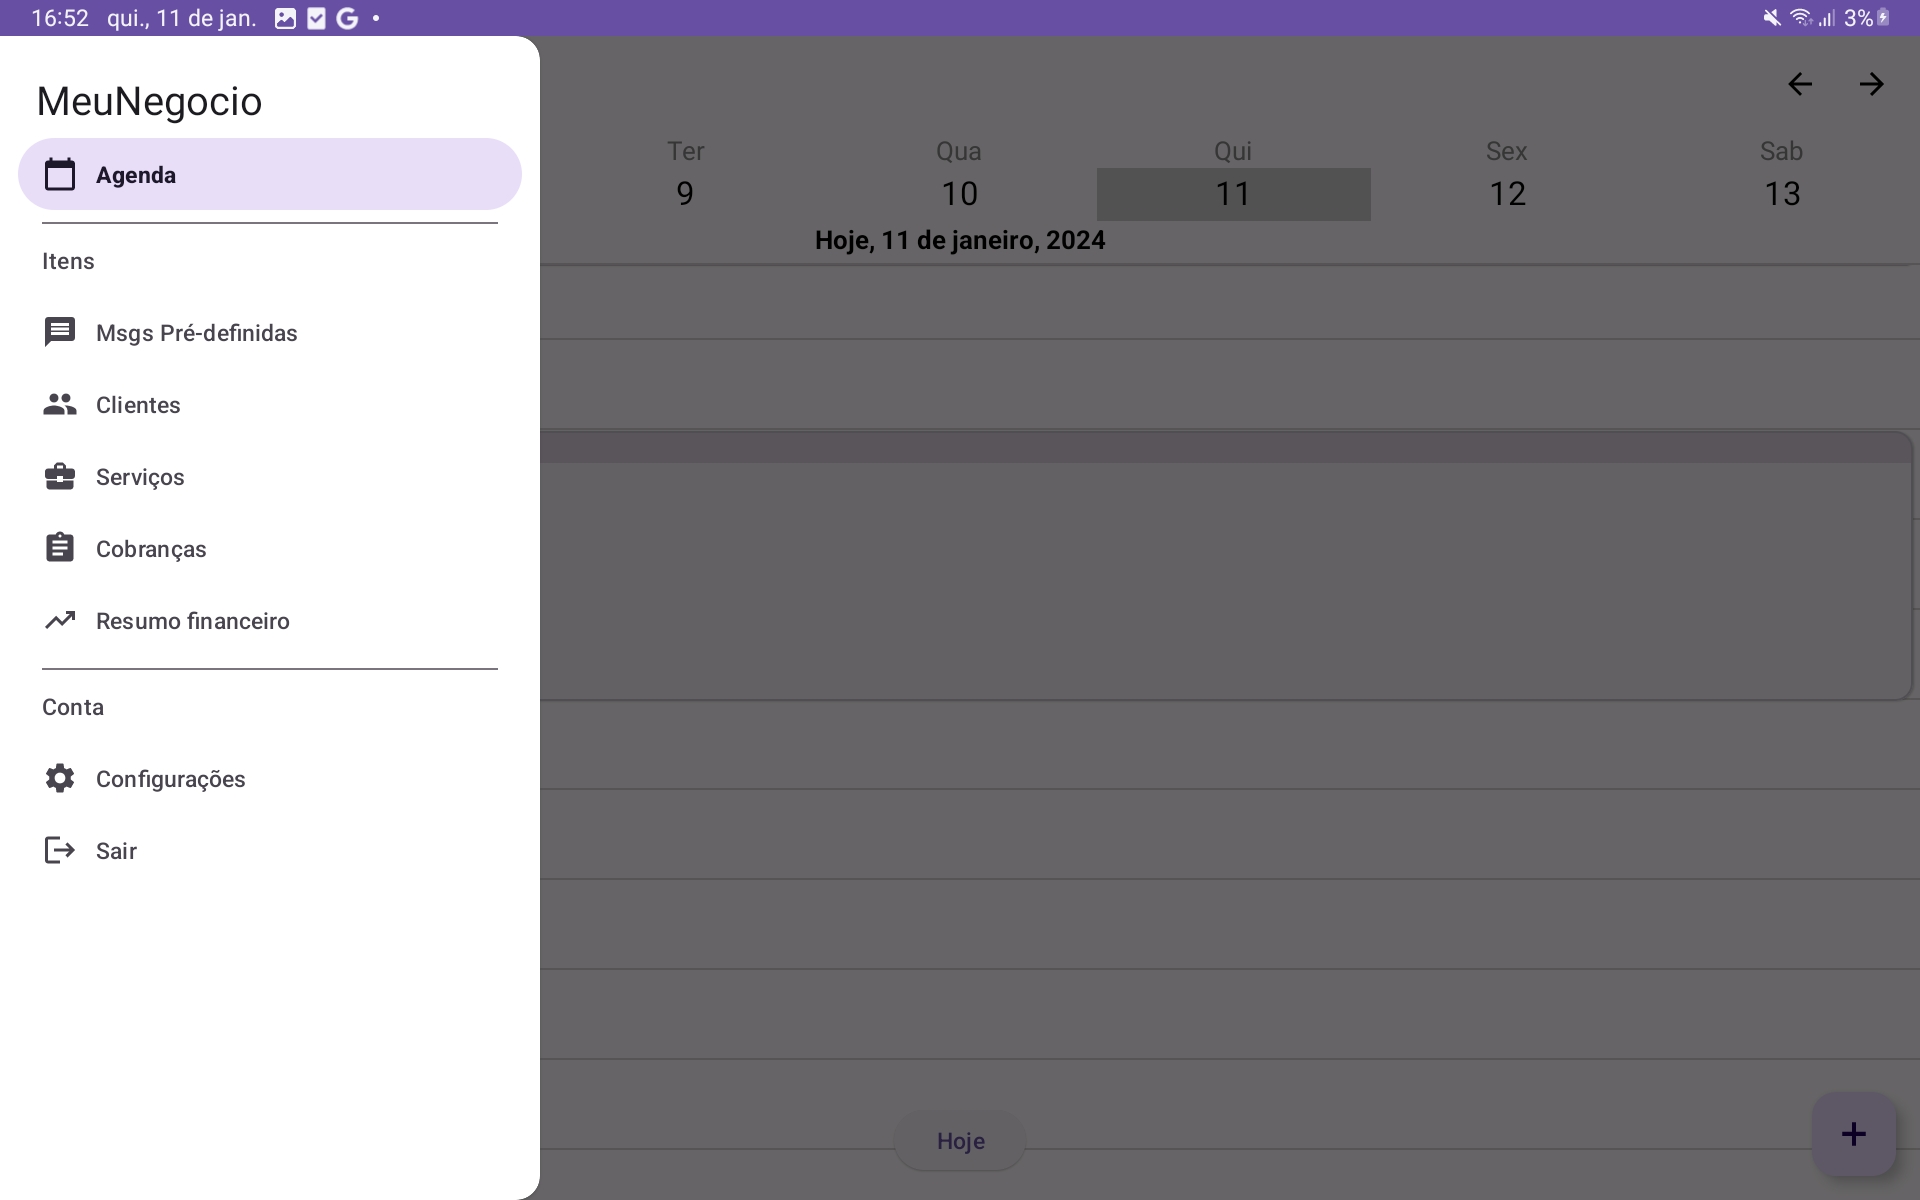 16:52 qui., 11 de jan.
3%
MeuNegocio
Agenda
Itens
Msgs Pré-definidas
Clientes
Serviços
Cobranças
Resumo financeiro
Conta
Configurações
Sair
Ter Qua Qui Sex Sab
9 10 11 12 13
Hoje, 11 de janeiro, 2024
Hoje